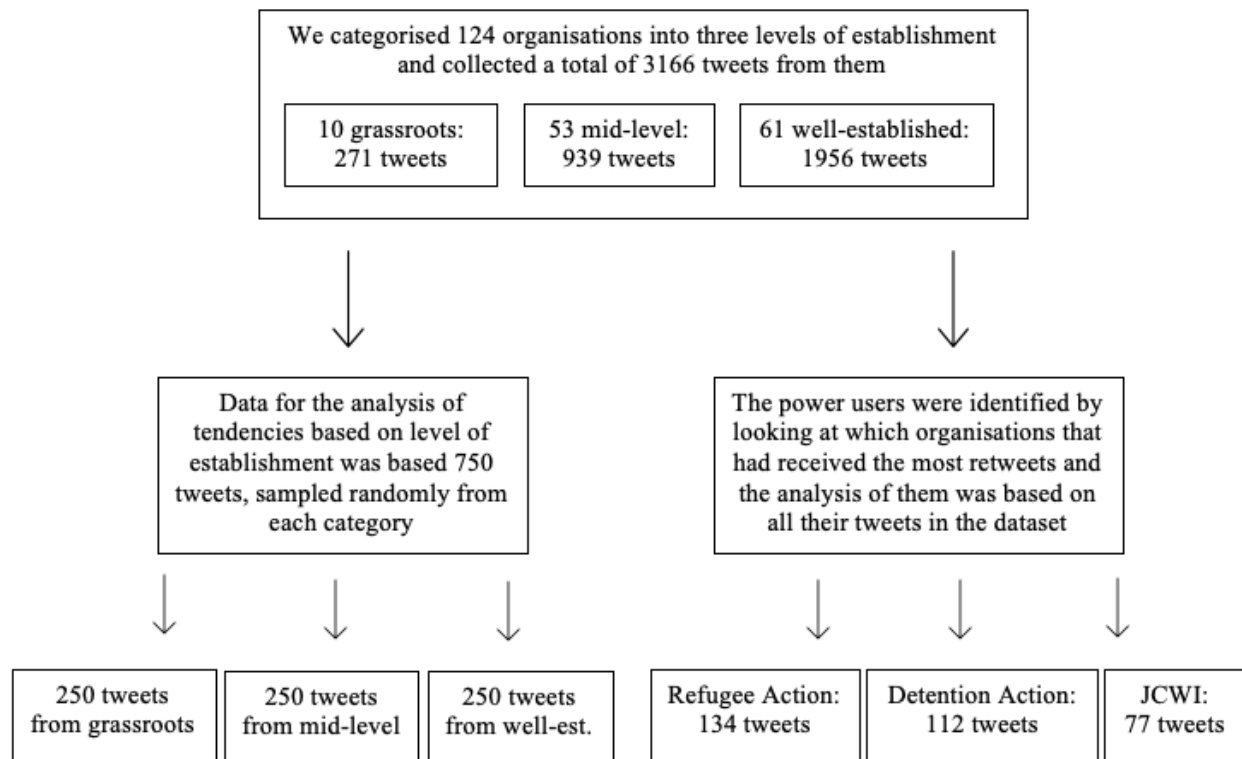 We categorised 124 organisations into three levels of establishment
and collected a total of 3166 tweets from them
10 grassroots:
271 tweets
53 mid-level:
939 tweets
61 well-established:
1956 tweets
Data for the analysis of
tendencies based on level of
establishment was based 750
tweets, sampled randomly from
each category
The power users were identified by
looking at which organisations that
had received the most retweets and
the analysis of them was based on
all their tweets in the dataset
250 tweets
from grassroots
250 tweets
from mid-level
250 tweets
from well-est.
Refugee Action:
134 tweets
Detention Action:
112 tweets
JCWI:
77 tweets